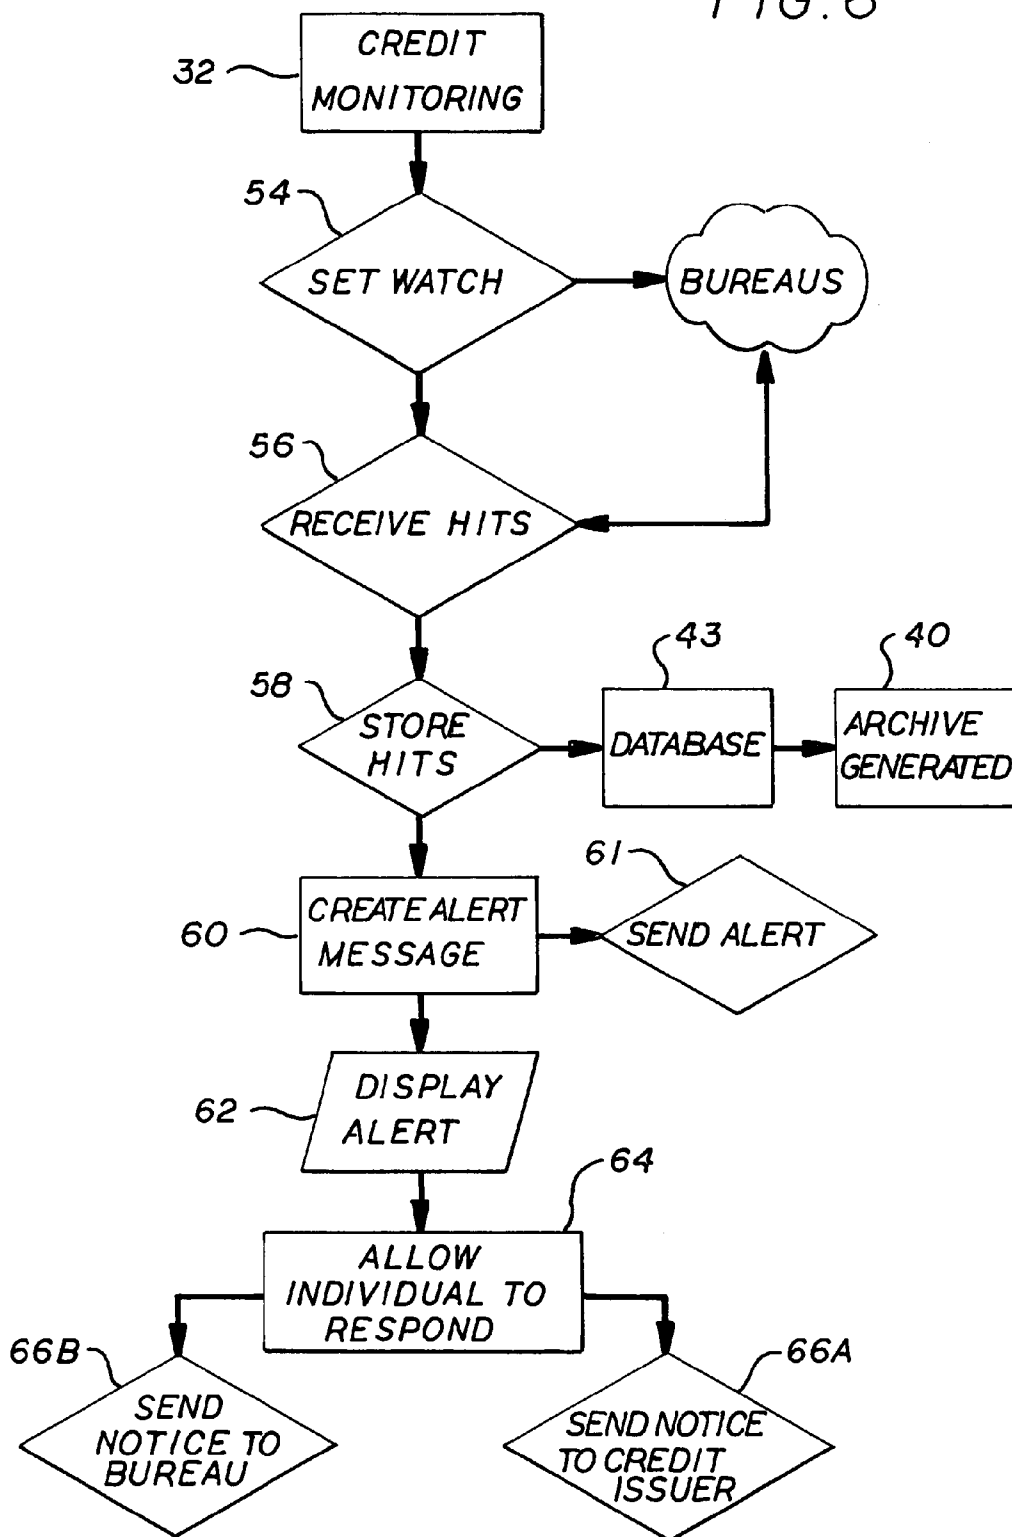 FIG.
CREDIT
MONITORING
32
54
SET WATCH
BUREAUS
56
RECEIVE HITS
58
STORE
HITS
43
DATABASE
40
ARCHIVE
GENERATED
60
CREATE ALERT
MESSAGE
61
SEND ALERT
62
DISPLAY
ALERT
64
ALLOW
INDIVIDUAL TO
RESPOND
66B
SEND
NOTICE TO
BUREAU
66A
SEND NOTICE
TO CREDIT
ISSUER